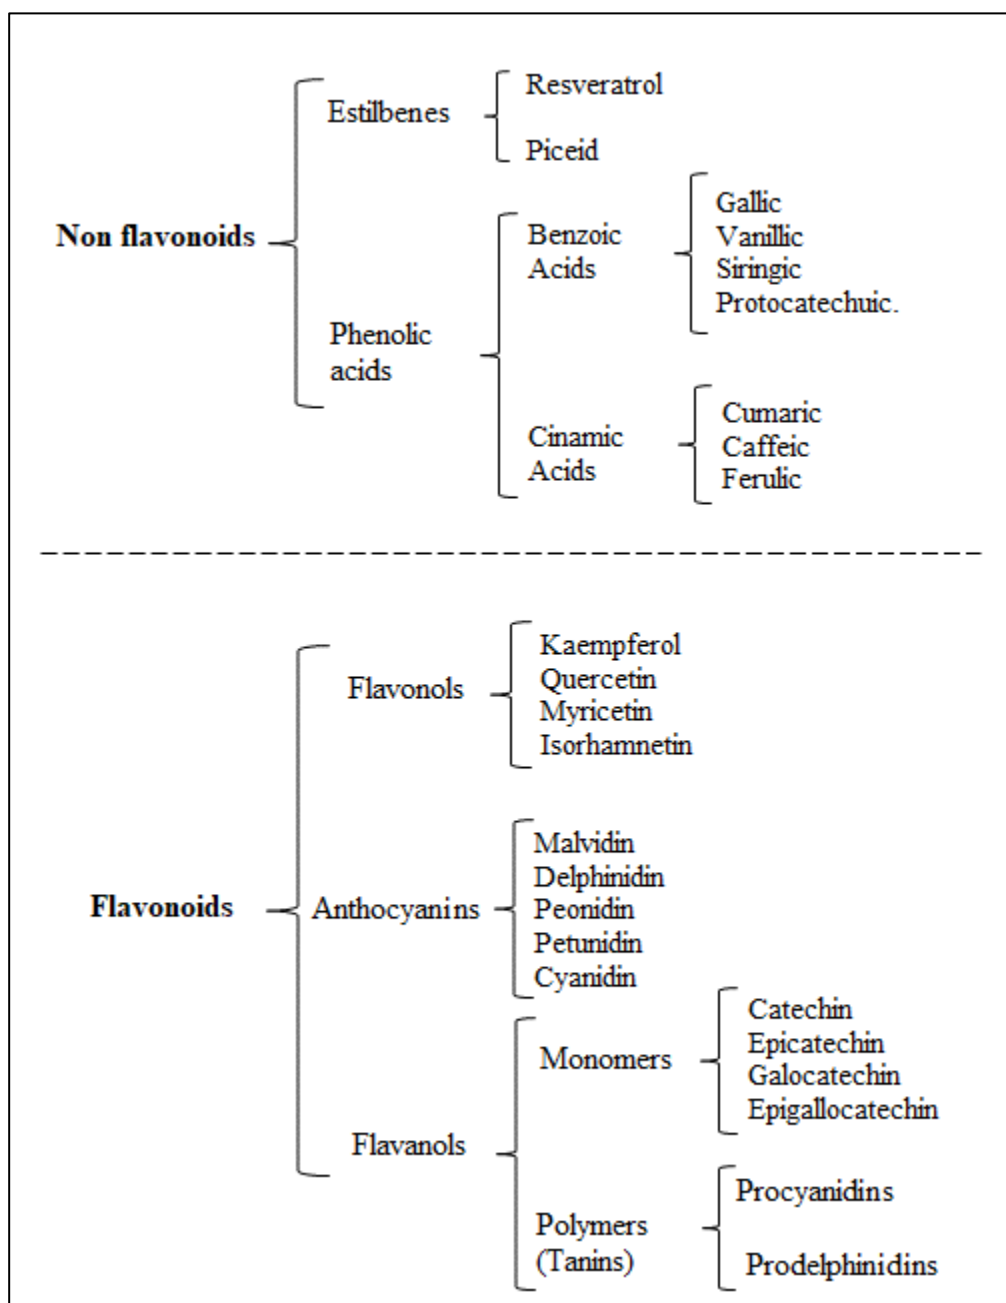 Estilbenes
Resveratrol
Piceid
Non flavonoids
Phenolic
acids
Benzoic
Acids
Gallic
Vanillic
Siringic
Protocatechuic.
Cinamic
Acids
Cumaric
Caffeic
Ferulic
Flavonoids
Flavonols
Kaempferol
Quercetin
Myricetin
Isorhamnetin
Anthocyanins
Malvidin
Delphinidin
Peonidin
Petunidin
Cyanidin
Flavanols
Monomers
Catechin
Epicatechin
Galocatechin
Epigallocatechin
Polymers
(Tanins)
Procyanidins
Prodelphinidins